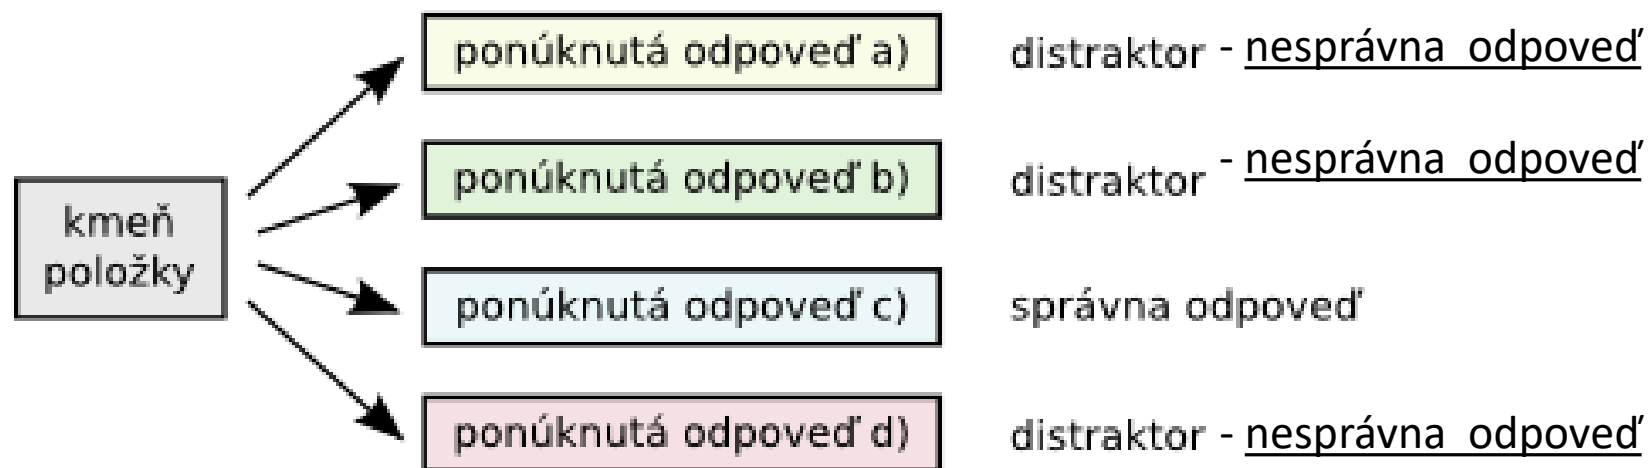 ponúknutá odpoveď a) distraktor - nesprávna odpoveď
ponúknutá odpoveď b) distraktor - nesprávna odpoveď
kmeň
položky
ponúknutá odpoveď c) správna odpoveď
ponúknutá odpoveď d) distraktor - nesprávna odpoveď